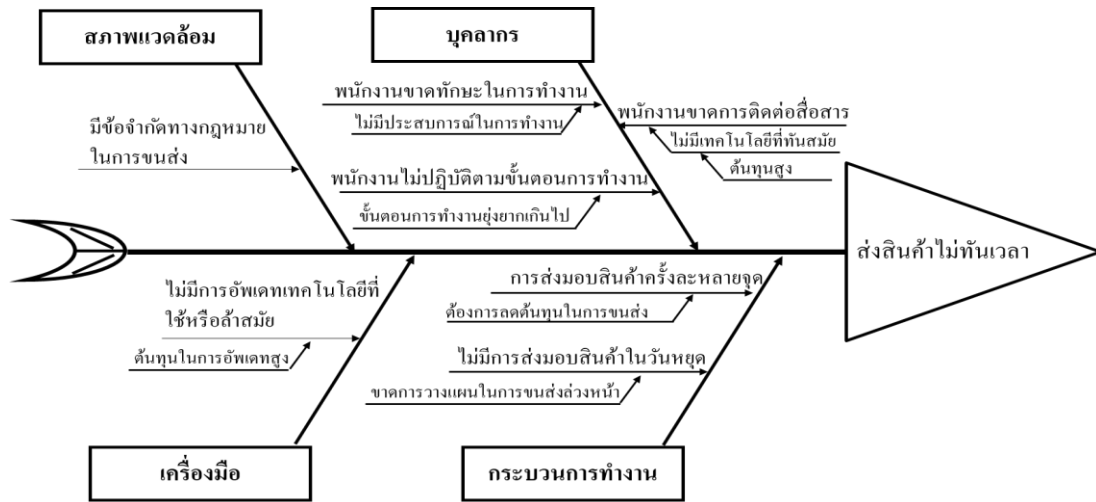 สภาพแวดล้อม
บุคลากร
พนักงานขาดทักษะในการทำงาน
ไม่มีประสบการณ์ในการทำงาน
พนักงานขาดการติดต่อสื่อสาร
ไม่มีเทคโนโลยีที่ทันสมัย
ต้นทุนสูง
มีข้อจำกัดทางกฎหมาย
ในการขนส่ง
พนักงานไม่ปฏิบัติตามขั้นตอนการทำงาน
ขั้นตอนการทำงานยุ่งยากเกินไป
ส่งสินค้าไม่ทันเวลา
ไม่มีการอัพเดทเทคโนโลยีที่
ใช้หรือล้าสมัย
ต้นทุนในการอัพเดทสูง
การส่งมอบสินค้าครั้งละหลายจุด
ต้องการลดต้นทุนในการขนส่ง
ไม่มีการส่งมอบสินค้าในวันหยุด
ขาดการวางแผนในการขนส่งล่วงหน้า
เครื่องมือ
กระบวนการทำงาน